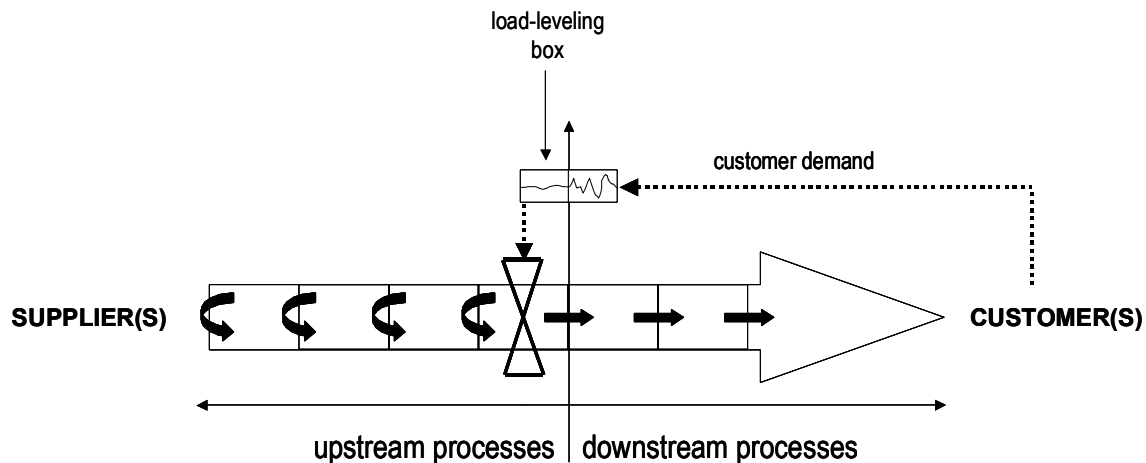 load-leveling
box
customer demand
SUPPLIER(S)
CUSTOMER(S)
upstream processes
downstream processes